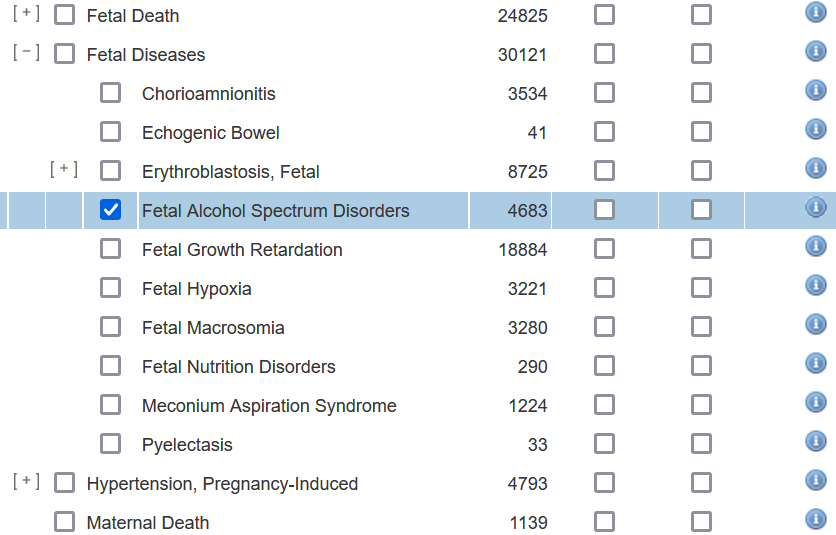 [+] Fetal Death 24825
[−] Fetal Diseases 30121
Chorioamnionitis 3534
Echogenic Bowel 41
[+] Erythroblastosis, Fetal 8725
Fetal Alcohol Spectrum Disorders 4683
Fetal Growth Retardation 18884
Fetal Hypoxia 3221
Fetal Macrosomia 3280
Fetal Nutrition Disorders 290
Meconium Aspiration Syndrome 1224
Pyelectasis 33
[+] Hypertension, Pregnancy-Induced 4793
Maternal Death 1139